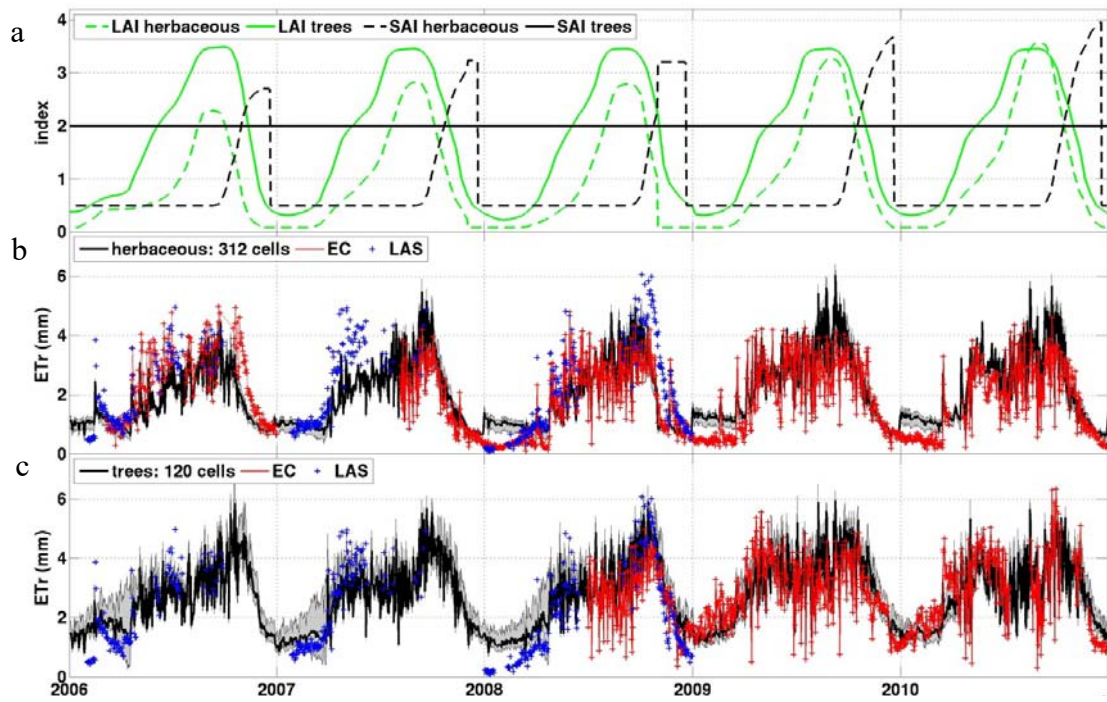 a
4
LAI herbaceous LAI trees SAI herbaceous SAI trees
3
index
2
1
0
b
herbaceous: 312 cells EC LAS
6
ETr (mm)
4
2
0
c
trees: 120 cells EC LAS
6
ETr (mm)
4
2
0
2006 2007 2008 2009 2010